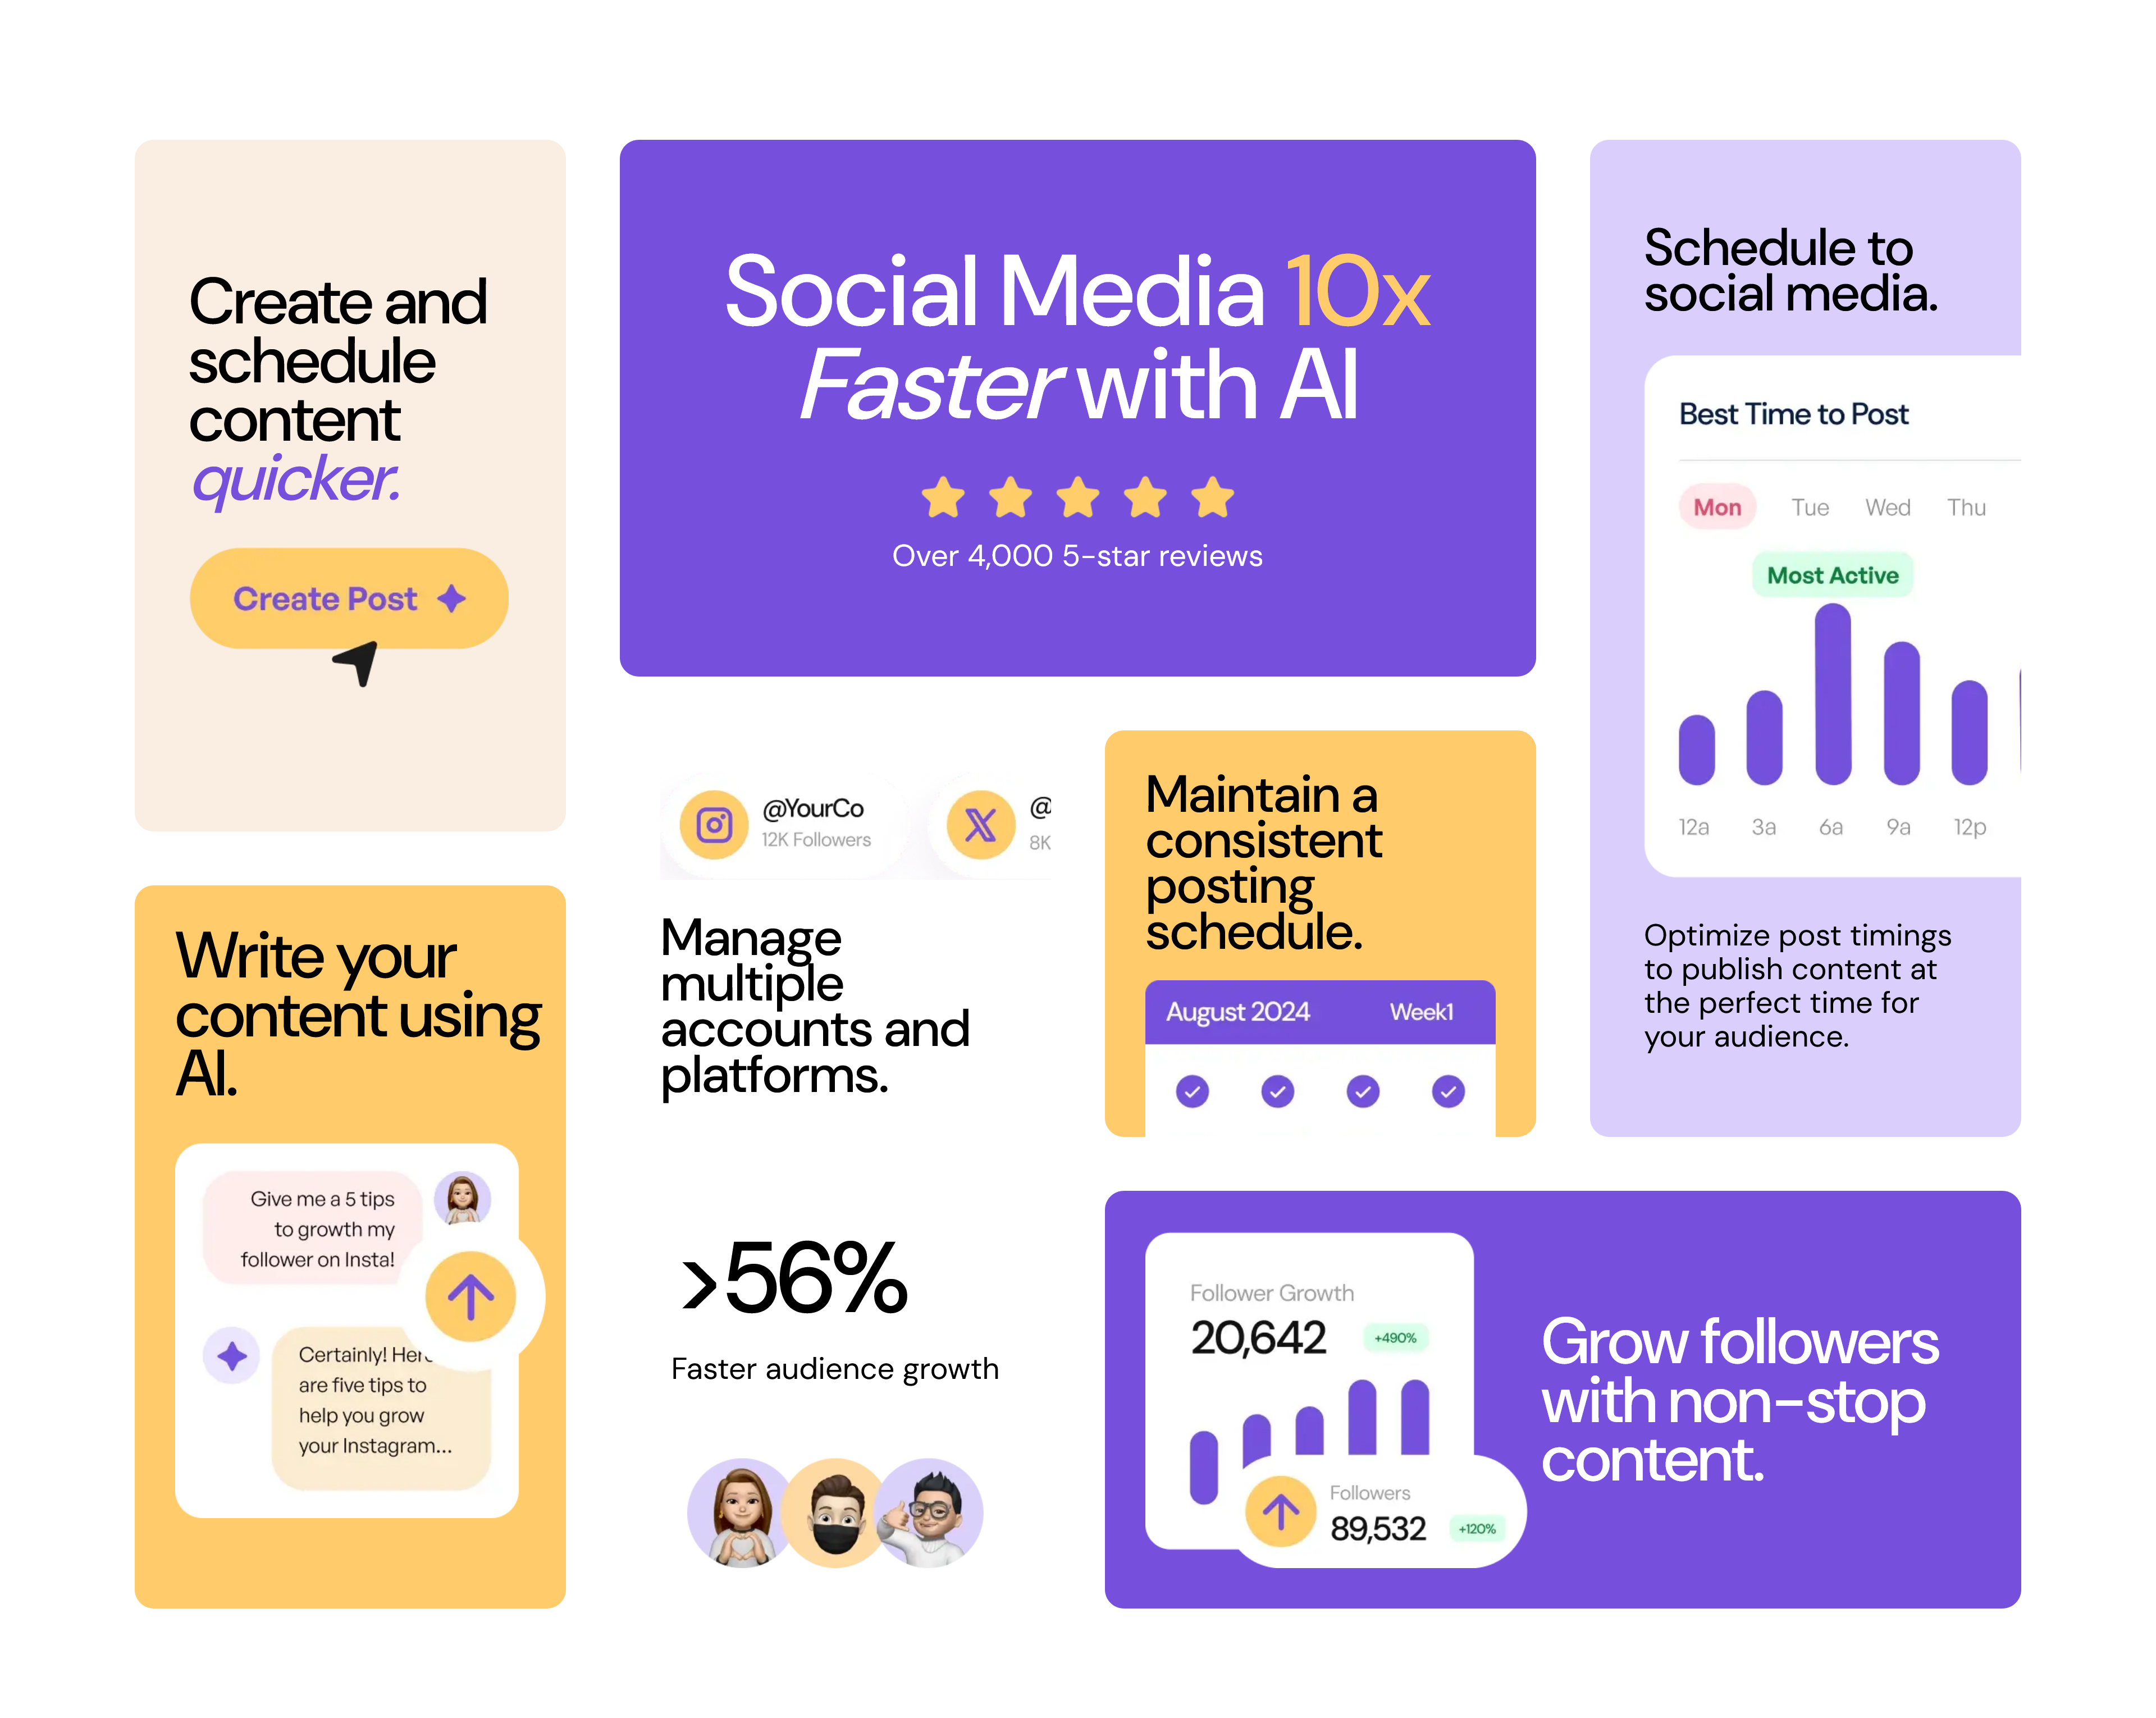 Create and
schedule
content
quicker.
Create Post
Social Media 10x
Faster with AI
Over 4,000 5-star reviews
Schedule to
social media.
Best Time to Post
Mon Tue Wed Thu
Most Active
12a 3a 6a 9a 12p
Optimize post timings
to publish content at
the perfect time for
your audience.
Write your
content using
AI.
Give me a 5 tips
to growth my
follower on Insta!
Certainly!
are five tips to
help you grow
your Instagram...
@YourCo
12K Followers
@
8K
Manage
multiple
accounts and
platforms.
>56%
Faster audience growth
Maintain a
consistent
posting
schedule.
August 2024 Week1
Follower Growth
20,642 +490%
Followers
89,532 +120%
Grow followers
with non-stop
content.